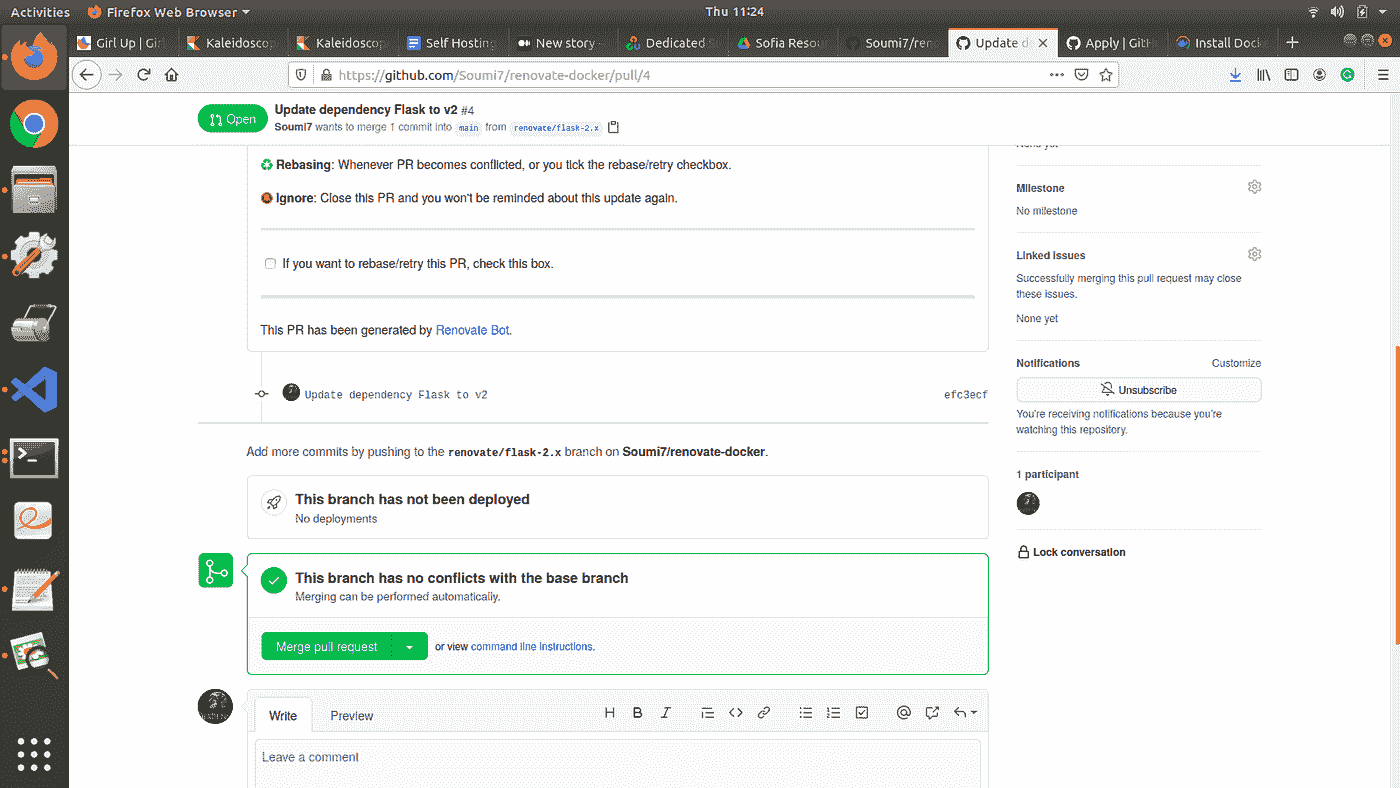 Activities Firefox Web Browser Thu 11:24
Girl Up | Gir Kaleidoscop Kaleidoscop Self Hosting New story Dedicated S Sofia Resou Soumi7/reno Update de Apply | GitH Install Docke
https://github.com/Soumi7/renovate-docker/pull/4
Open
Update dependency Flask to v2 #4
Soumi7 wants to merge 1 commit into main from renovate/flask-2.x
Rebasing: Whenever PR becomes conflicted, or you tick the rebase/retry checkbox.
Ignore: Close this PR and you won't be reminded about this update again.
If you want to rebase/retry this PR, check this box.
This PR has been generated by Renovate Bot.
Update dependency Flask to v2 efc3ecf
Add more commits by pushing to the renovate/flask-2.x branch on Soumi7/renovate-docker.
This branch has not been deployed
No deployments
This branch has no conflicts with the base branch
Merging can be performed automatically.
Merge pull request or view command line instructions.
Write Preview
Leave a comment
None yet
Milestone
No milestone
Linked issues
Successfully merging this pull request may close
these issues.
None yet
Notifications Customize
Unsubscribe
You're receiving notifications because you're
watching this repository.
1 participant
Lock conversation